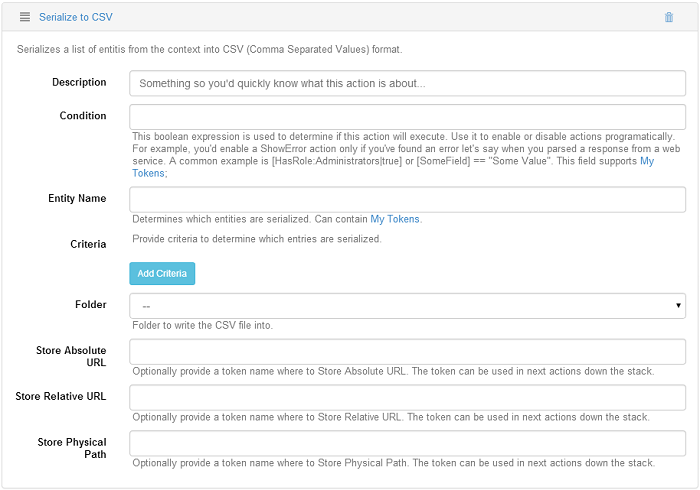 Serialize to CSV
Serializes a list of entitis from the context into CSV (Comma Separated Values) format.
Description
Something so you'd quickly know what this action is about...
Condition
This boolean expression is used to determine if this action will execute. Use it to enable or disable actions programatically.
For example, you'd enable a ShowError action only if you've found an error let's say when you parsed a response from a web
service. A common example is [HasRole:Administrators|true] or [SomeField] == "Some Value". This field supports My
Tokens;
Entity Name
Determines which entities are serialized. Can contain My Tokens.
Criteria
Provide criteria to determine which entries are serialized.
Add Criteria
Folder
--
Folder to write the CSV file into.
Store Absolute
URL
Optionally provide a token name where to Store Absolute URL. The token can be used in next actions down the stack.
Store Relative URL
Optionally provide a token name where to Store Relative URL. The token can be used in next actions down the stack.
Store Physical
Path
Optionally provide a token name where to Store Physical Path. The token can be used in next actions down the stack.